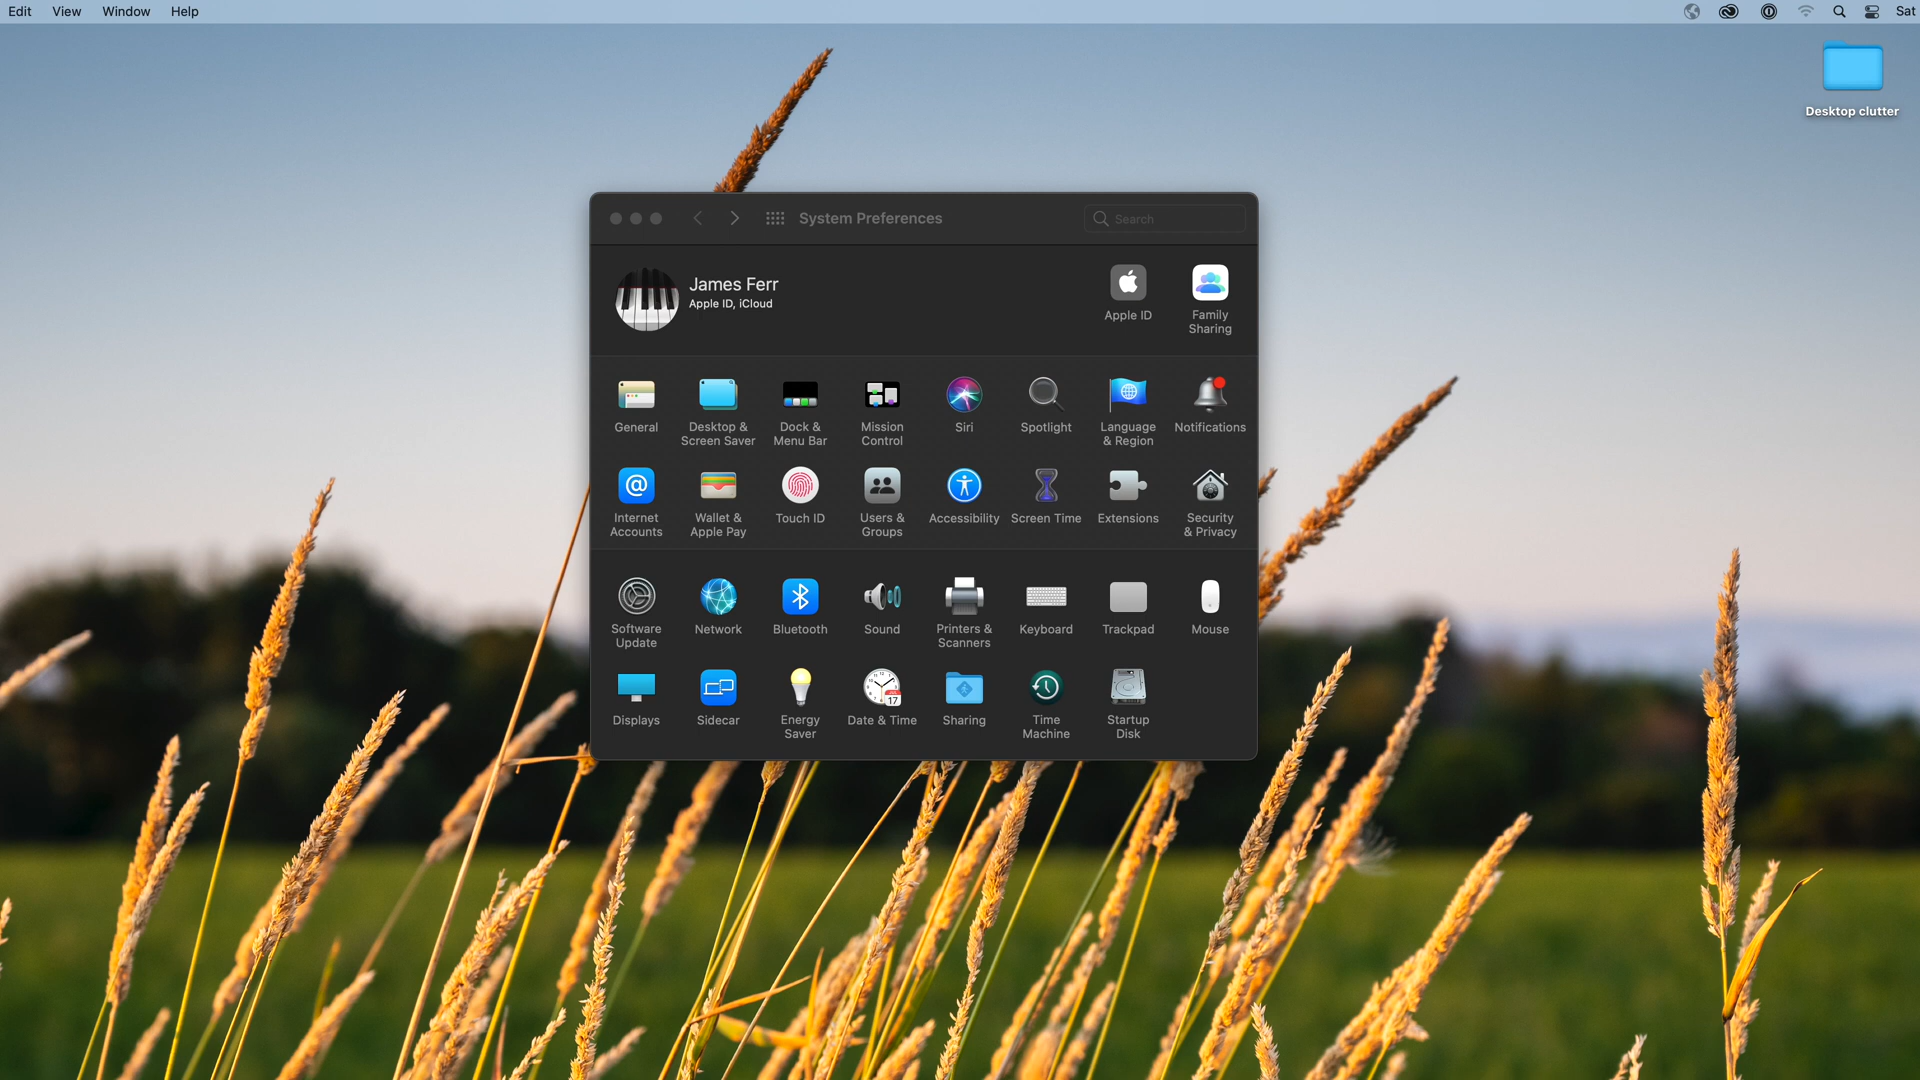 Edit View Window Help Sat
Desktop clutter
System Preferences Search
James Ferr
Apple ID, iCloud
Apple ID
Family
Sharing
General
Desktop &
Screen Saver
Dock &
Menu Bar
Mission
Control
Siri
Spotlight
Language
& Region
Notifications
Internet
Accounts
Wallet &
Apple Pay
Touch ID
Users &
Groups
Accessibility
Screen Time
Extensions
Security
& Privacy
Software
Update
Network
Bluetooth
Sound
Printers &
Scanners
Keyboard
Trackpad
Mouse
Displays
Sidecar
Energy
Saver
17
Date & Time
Sharing
Time
Machine
Startup
Disk